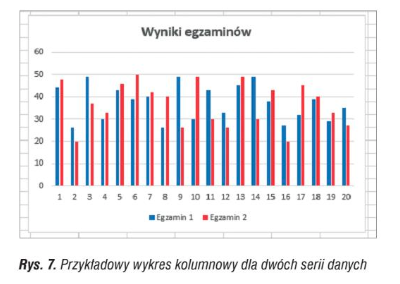 Wyniki egzaminów
60
50
40
30
20
10
0
1 2 3 4 5 6 7 8 9 10 11 12 13 14 15 16 17 18 19 20
Egzamin 1 Egzamin 2
Rys. 7. Przykładowy wykres kolumnowy dla dwóch serii danych